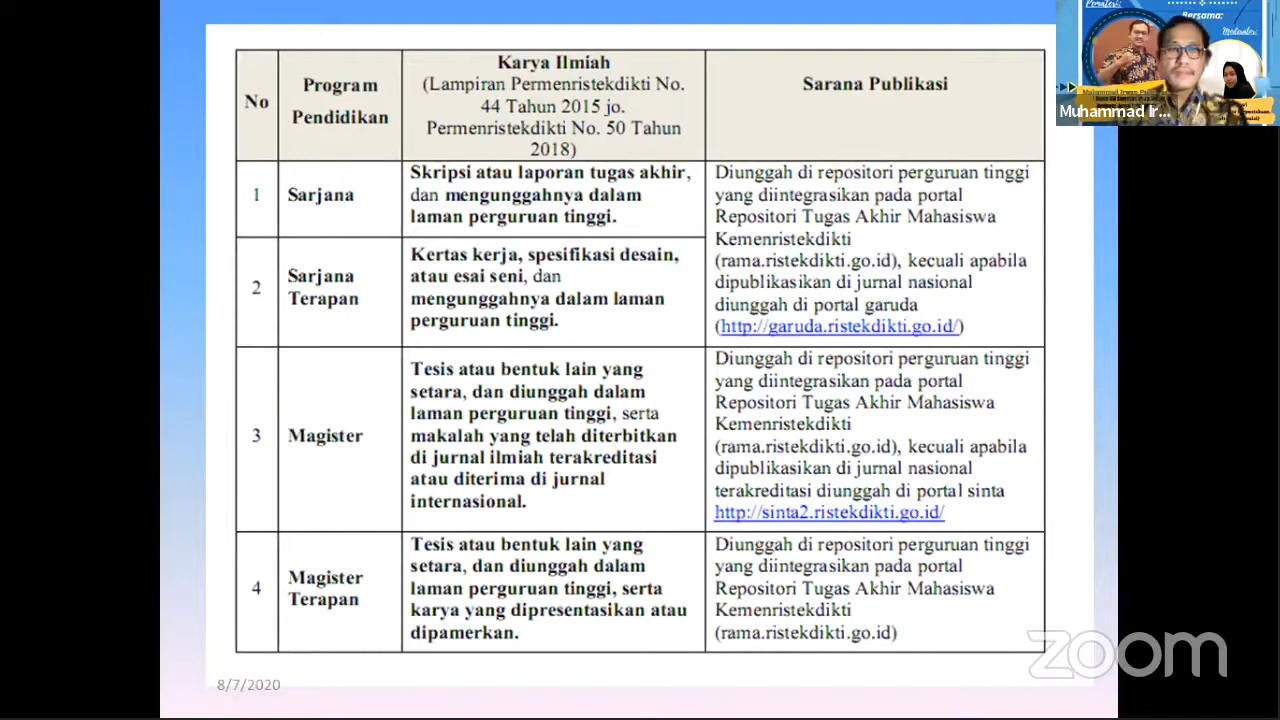 No
Program
Pendidikan
Karya Ilmiah
(Lampiran Permenristekdikti No.
44 Tahun 2015 jo.
Permenristekdikti No. 50 Tahun
2018)
Sarana Publikasi
1
Sarjana
Skripsi atau laporan tugas akhir,
dan mengunggahnya dalam
laman perguruan tinggi.
Diunggah di repositori perguruan tinggi
yang diintegrasikan pada portal
Repositori Tugas Akhir Mahasiswa
Kemenristekdikti
(rama.ristekdikti.go.id), kecuali apabila
dipublikasikan di jurnal nasional
diunggah di portal garuda
(http://garuda.ristekdikti.go.id/)
2
Sarjana
Terapan
Kertas kerja, spesifikasi desain,
atau esai seni, dan
mengunggahnya dalam laman
perguruan tinggi.
3
Magister
Tesis atau bentuk lain yang
setara, dan diunggah dalam
laman perguruan tinggi, serta
makalah yang telah diterbitkan
di jurnal ilmiah terakreditasi
atau diterima di jurnal
internasional.
Diunggah di repositori perguruan tinggi
yang diintegrasikan pada portal
Repositori Tugas Akhir Mahasiswa
Kemenristekdikti
(rama.ristekdikti.go.id), kecuali apabila
dipublikasikan di jurnal nasional
terakreditasi diunggah di portal sinta
http://sinta2.ristekdikti.go.id/
4
Magister
Terapan
Tesis atau bentuk lain yang
setara, dan diunggah dalam
laman perguruan tinggi, serta
karya yang dipresentasikan atau
dipamerkan.
Diunggah di repositori perguruan tinggi
yang diintegrasikan pada portal
Repositori Tugas Akhir Mahasiswa
Kemenristekdikti
(rama.ristekdikti.go.id)
8/7/2020
zoom
Pemateri:
Bersama:
Moderator:
Muhammad Ir...